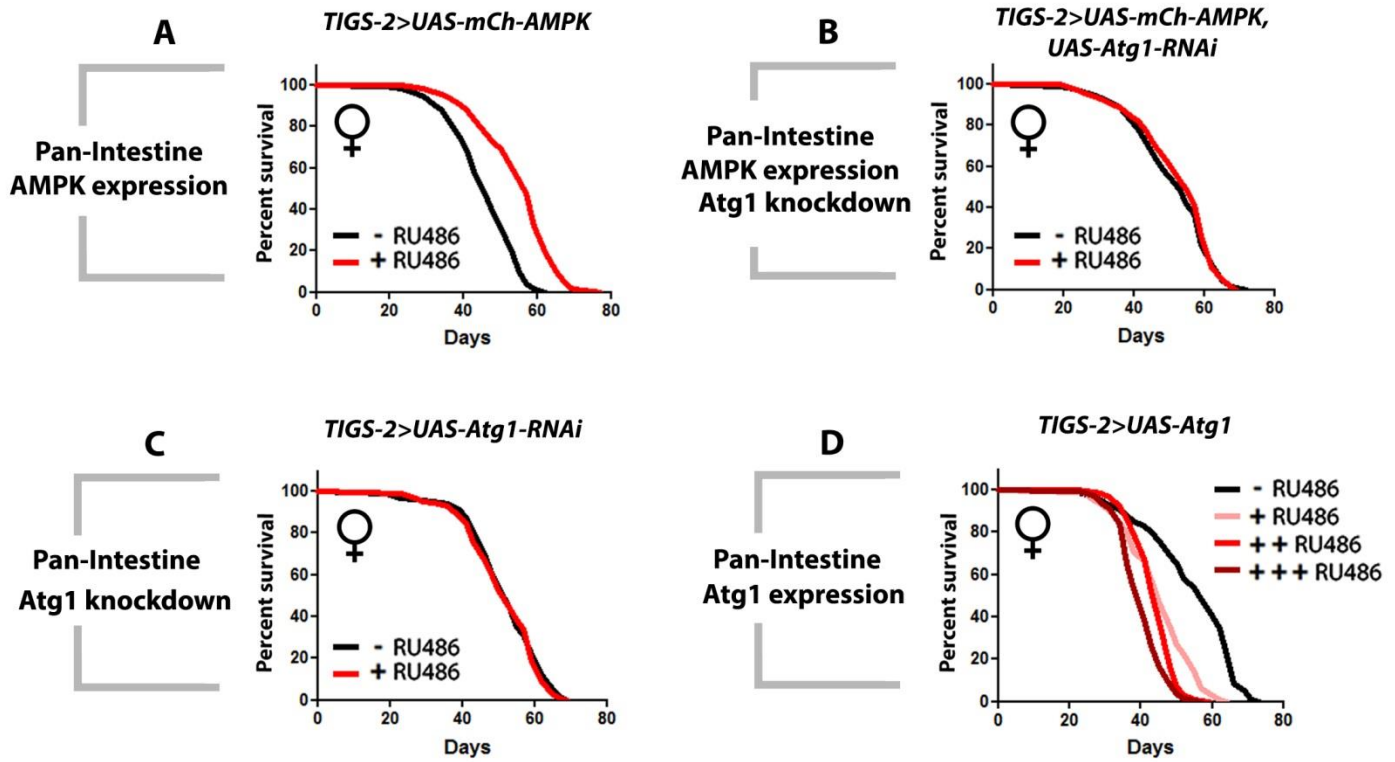 A
TIGS-2>UAS-mCh-AMPK
Pan-Intestine
AMPK expression
Percent survival
100
80
60
40
20
0
- RU486
+ RU486
0 20 40 60 80
Days
B
TIGS-2>UAS-mCh-AMPK,
UAS-Atg1-RNAi
Pan-Intestine
AMPK expression
Atg1 knockdown
Percent survival
100
80
60
40
20
0
- RU486
+ RU486
0 20 40 60 80
Days
C
TIGS-2>UAS-Atg1-RNAi
Pan-Intestine
Atg1 knockdown
Percent survival
100
80
60
40
20
0
- RU486
+ RU486
0 20 40 60 80
Days
D
TIGS-2>UAS-Atg1
Pan-Intestine
Atg1 expression
Percent survival
100
80
60
40
20
0
- RU486
+ RU486
+ + RU486
+ + + RU486
0 20 40 60 80
Days